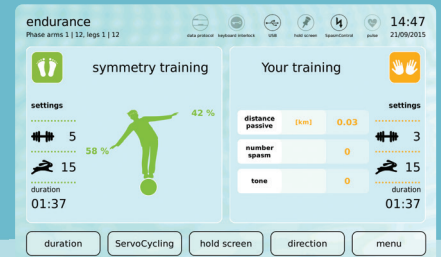 endurance
Phase arms 1 | 12, legs 1 | 12
data protocol keyboard interlock USB hold screen SpasmControl pulse
14:47
21/09/2015
symmetry training
settings
5
15
duration
01:37
58 %
42 %
Your training
distance passive [km] 0.03
number spasm 0
tone 0
settings
3
15
duration
01:37
duration ServoCycling hold screen direction menu